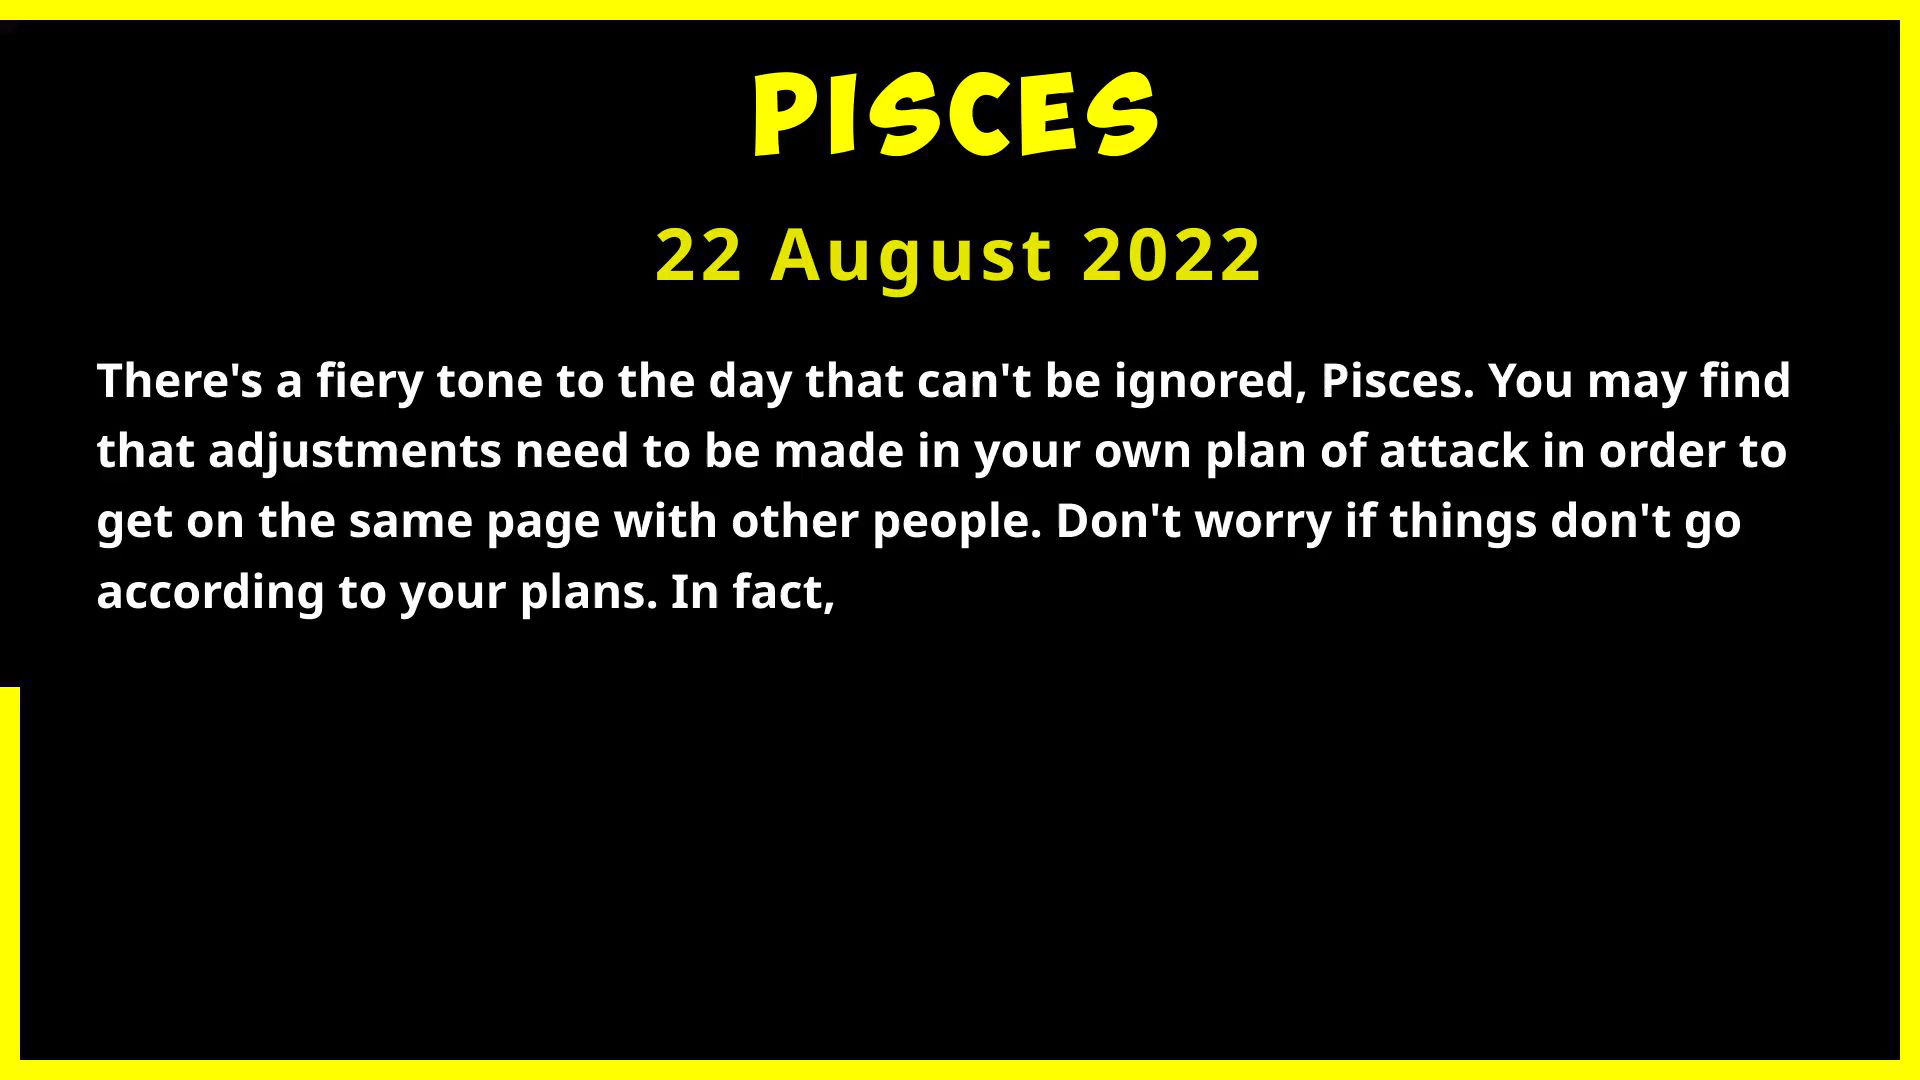 PISCES
22 August 2022
There's a fiery tone to the day that can't be ignored, Pisces. You may find
that adjustments need to be made in your own plan of attack in order to
get on the same page with other people. Don't worry if things don't go
according to your plans. In fact,